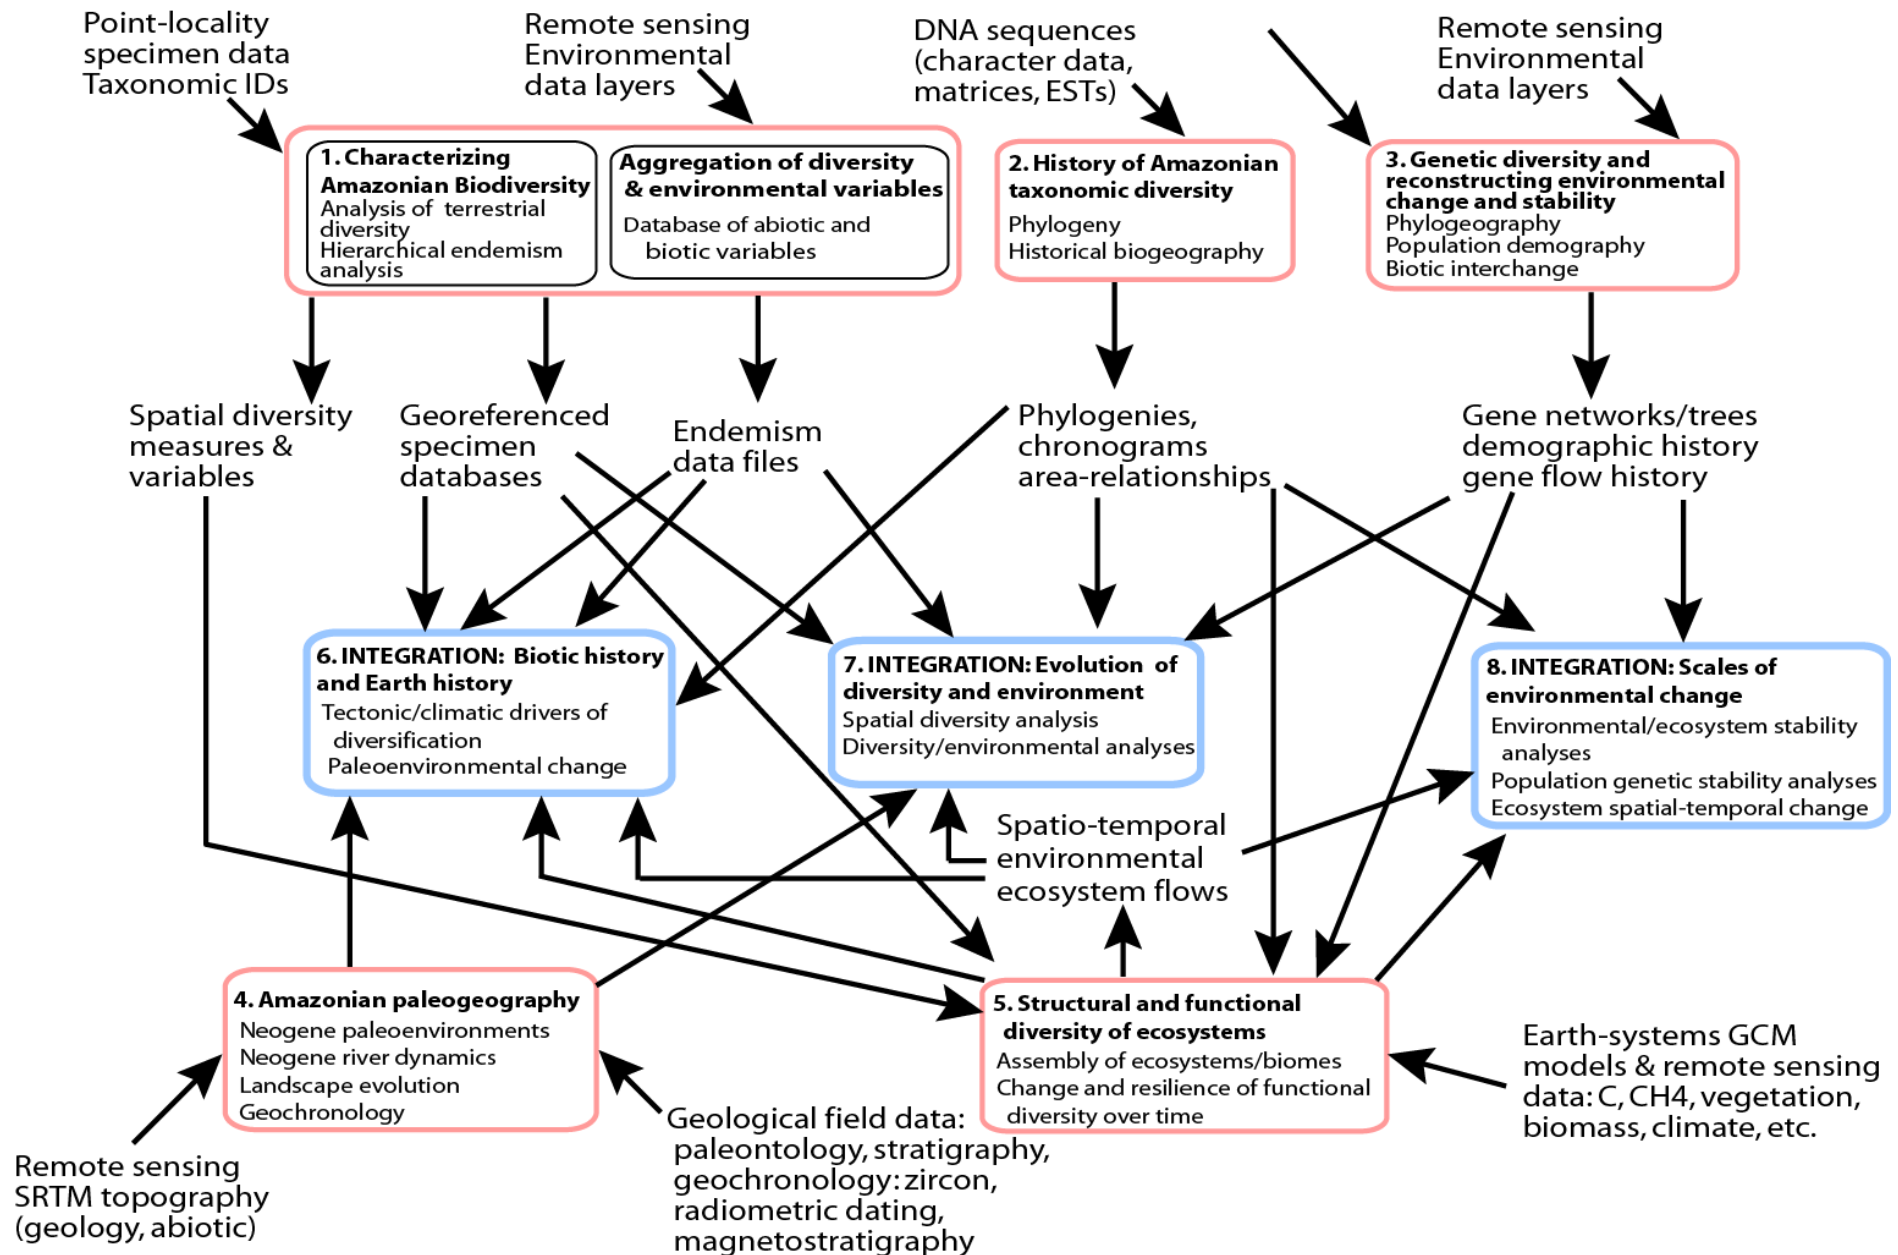 Point-locality
specimen data
Taxonomic IDs
Remote sensing
Environmental
data layers
DNA sequences
(character data,
matrices, ESTs)
Remote sensing
Environmental
data layers
1. Characterizing
Amazonian Biodiversity
Analysis of terrestrial
diversity
Hierarchical endemism
analysis
Aggregation of diversity
& environmental variables
Database of abiotic and
biotic variables
2. History of Amazonian
taxonomic diversity
Phylogeny
Historical biogeography
3. Genetic diversity and
reconstructing environmental
change and stability
Phylogeography
Population demography
Biotic interchange
Spatial diversity
measures &
variables
Georeferenced
specimen
databases
Endemism
data files
Phylogenies,
chronograms
area-relationships
Gene networks/trees
demographic history
gene flow history
6. INTEGRATION: Biotic history
and Earth history
Tectonic/climatic drivers of
diversification
Paleoenvironmental change
7. INTEGRATION: Evolution of
diversity and environment
Spatial diversity analysis
Diversity/environmental analyses
8. INTEGRATION: Scales of
environmental change
Environmental/ecosystem stability
analyses
Population genetic stability analyses
Ecosystem spatial-temporal change
Spatio-temporal
environmental
ecosystem flows
4. Amazonian paleogeography
Neogene paleoenvironments
Neogene river dynamics
Landscape evolution
Geochronology
5. Structural and functional
diversity of ecosystems
Assembly of ecosystems/biomes
Change and resilience of functional
diversity over time
Earth-systems GCM
models & remote sensing
data: C, CH4, vegetation,
biomass, climate, etc.
Remote sensing
SRTM topography
(geology, abiotic)
Geological field data:
paleontology, stratigraphy,
geochronology: zircon,
radiometric dating,
magnetostratigraphy